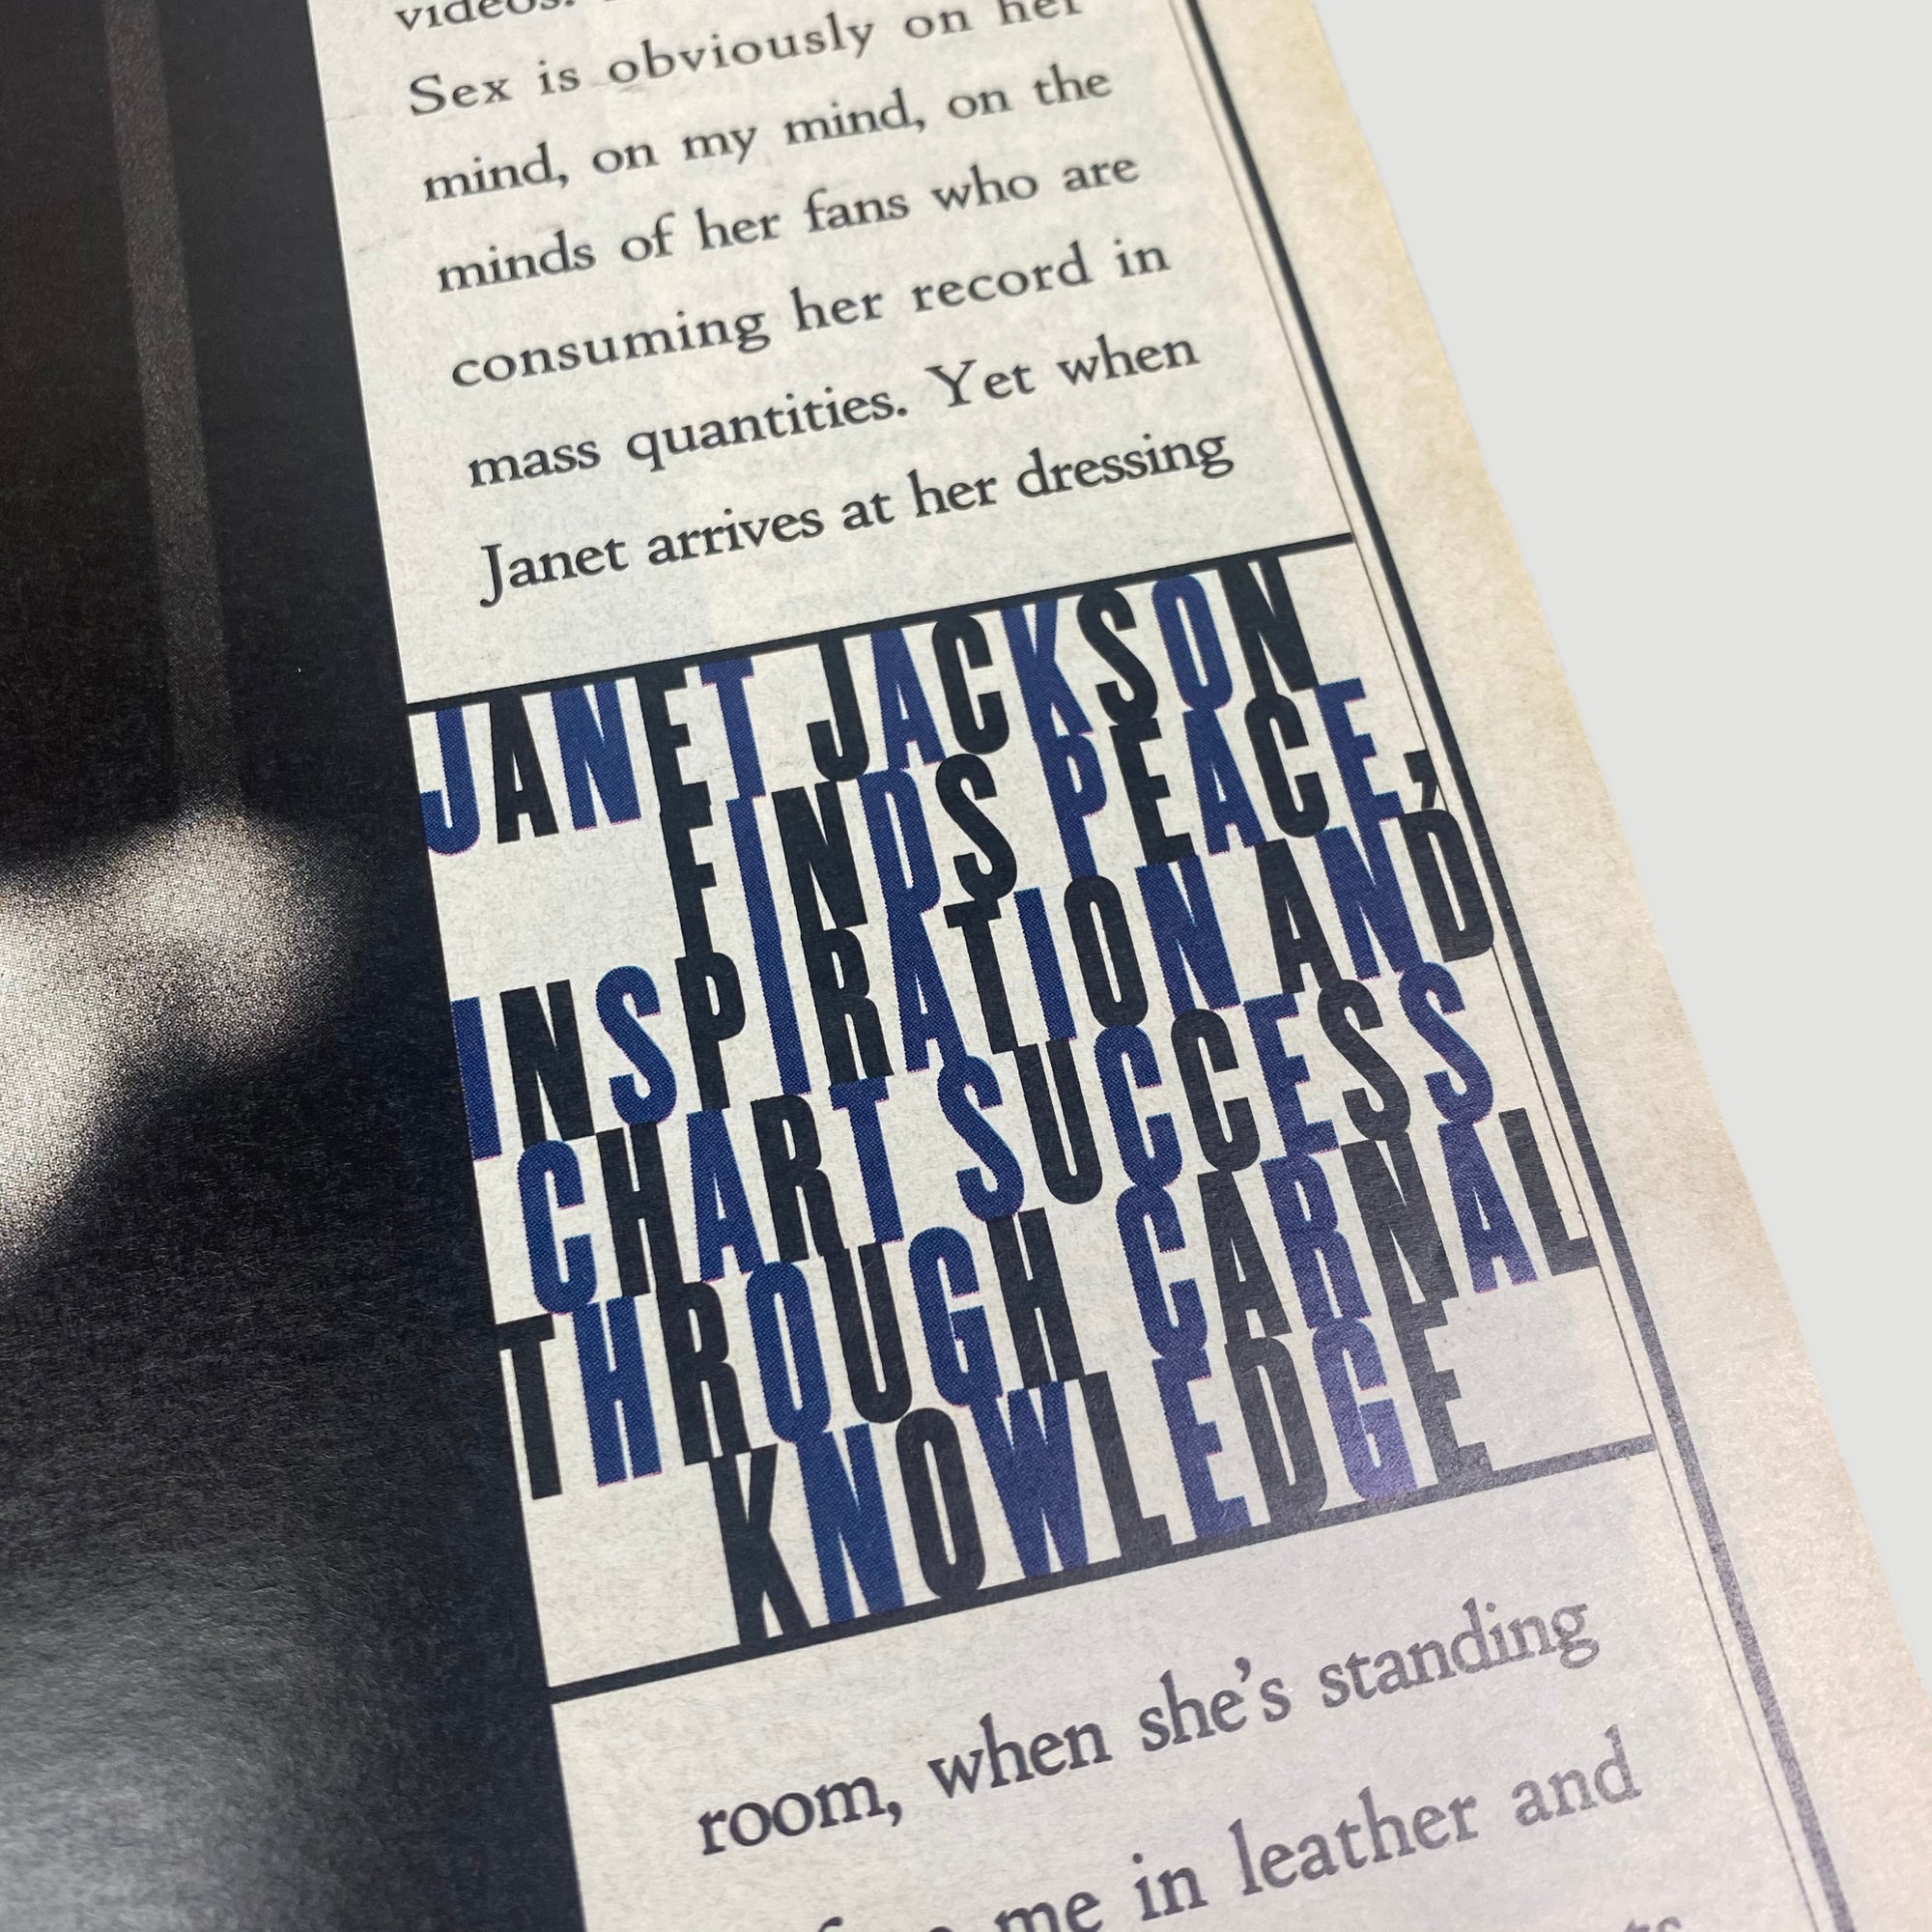 videos.
Sex is obviously on her
mind, on my mind, on the
minds of her fans who are
consuming her record in
mass quantities. Yet when
Janet arrives at her dressing
JANET JACKSON
FINDS PEACE,
INSPIRATION AND
CHART SUCCESS
THROUGH CARNAL
KNOWLEDGE
room, when she's standing
me in leather and